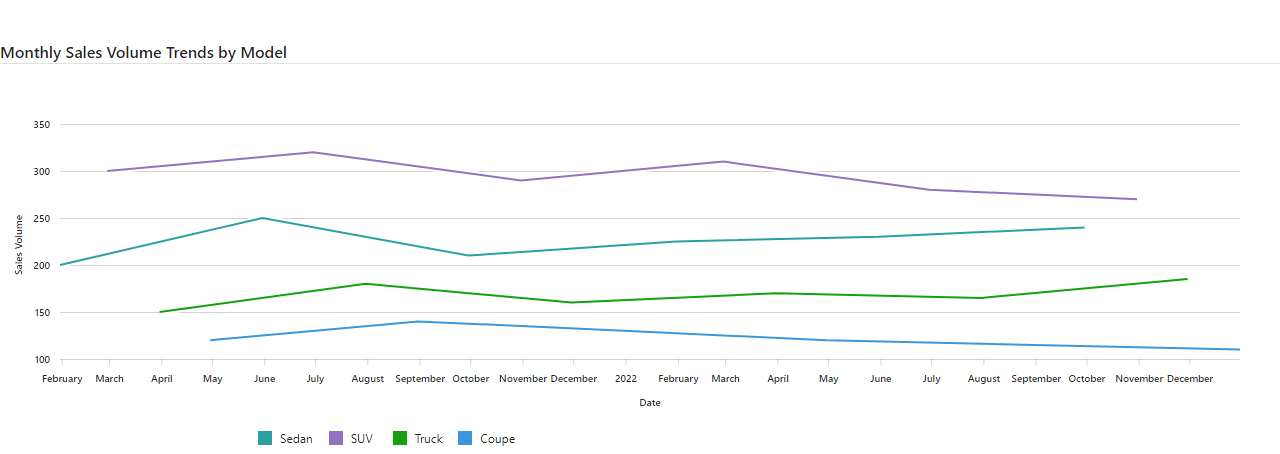 Monthly Sales Volume Trends by Model
350
300
250
200
150
100
Sales Volume
February March April May June July August September October November December 2022 February March April May June July August September October November December
Date
Sedan SUV Truck Coupe